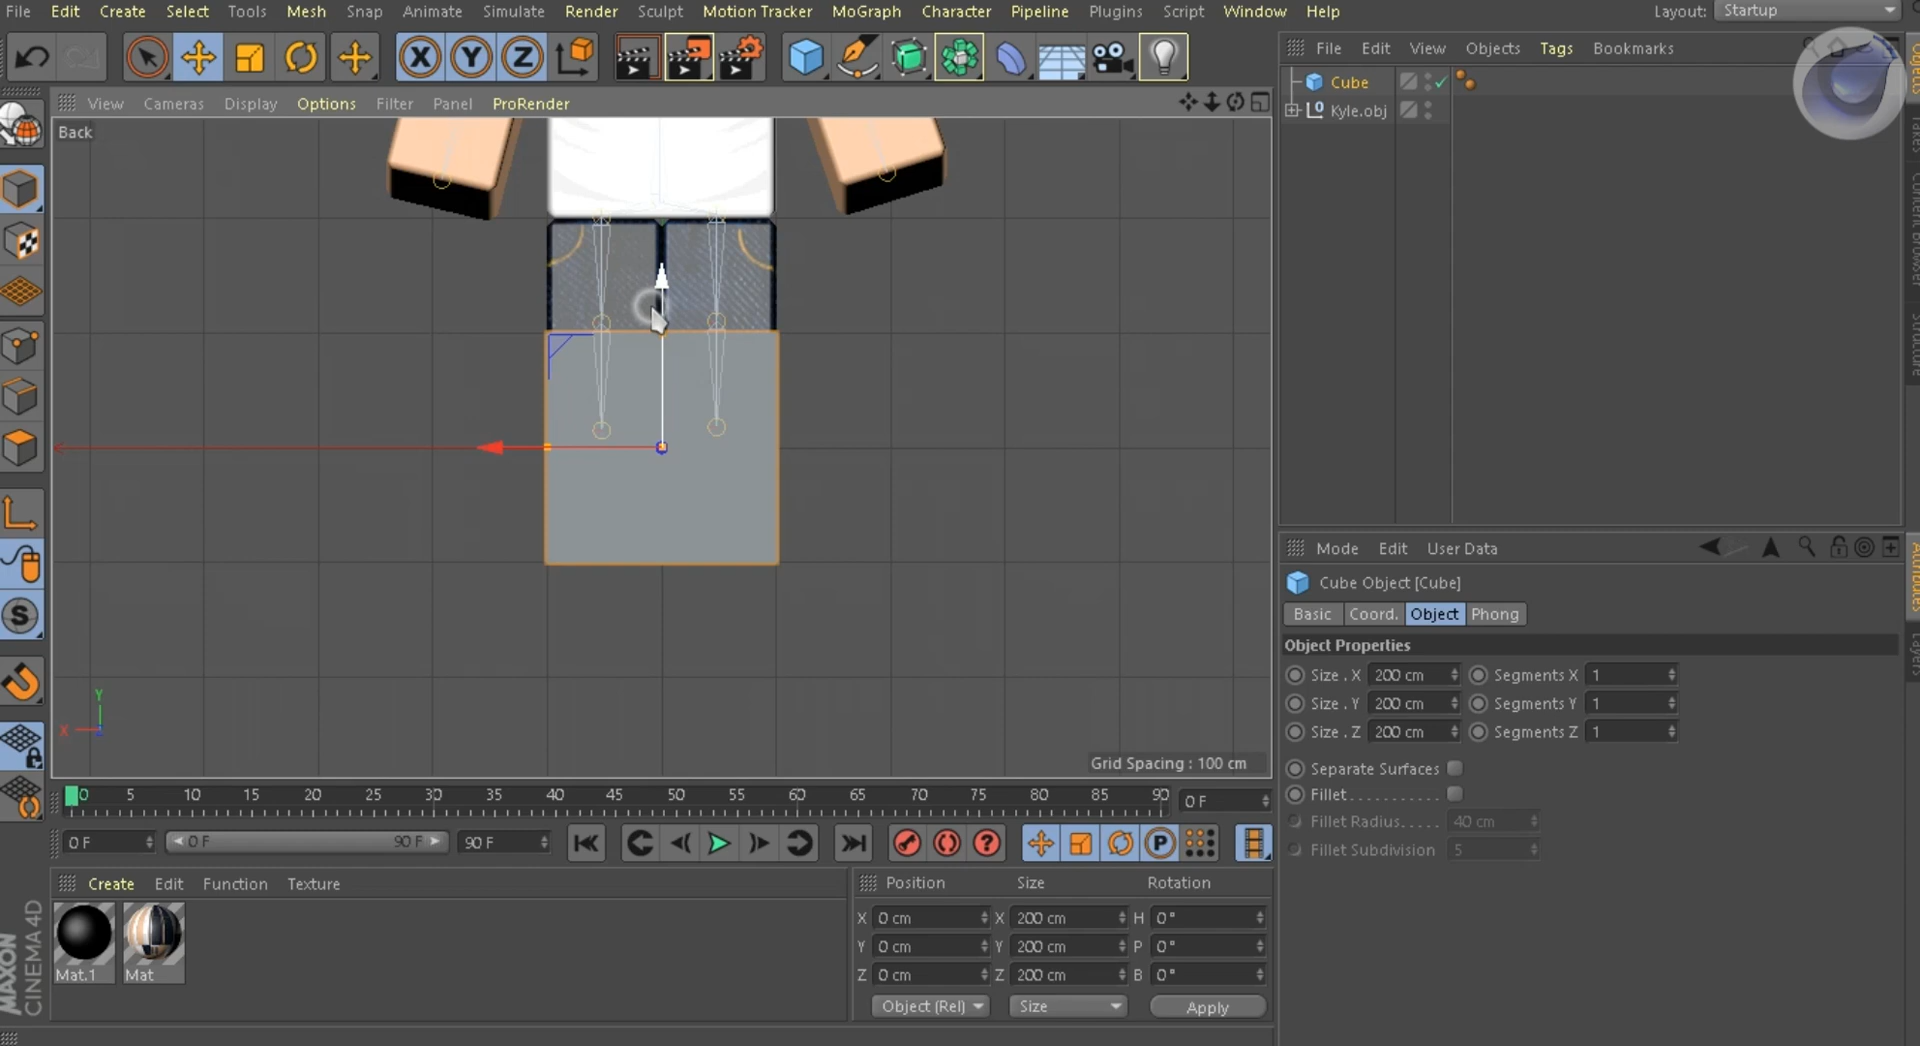 File Edit Create Select Tools Mesh Snap Animate Simulate Render Sculpt Motion Tracker MoGraph Character Pipeline Plugins Script Window Help Layout: Startup
File Edit View Objects Tags Bookmarks
X Y Z
View Cameras Display Options Filter Panel ProRender
Cube
Kyle.obj
Back
Objects
Takes
Content Browser
Structure
Mode Edit User Data
Cube Object [Cube]
Basic Coord. Object Phong
Object Properties
Size . X 200 cm Segments X 1
Size . Y 200 cm Segments Y 1
Size . Z 200 cm Segments Z 1
Separate Surfaces
Fillet
Fillet Radius..... 40 cm
Fillet Subdivision 5
Attributes
Layers
S
Y
X
Grid Spacing : 100 cm
0 5 10 15 20 25 30 35 40 45 50 55 60 65 70 75 80 85 90 0 F
0 F 0 F 90 F 90 F ? P
Create Edit Function Texture
Mat.1 Mat
MAXON
CINEMA 4D
Position Size Rotation
X 0 cm X 200 cm H 0 °
Y 0 cm Y 200 cm P 0 °
Z 0 cm Z 200 cm B 0 °
Object (Rel) Size Apply